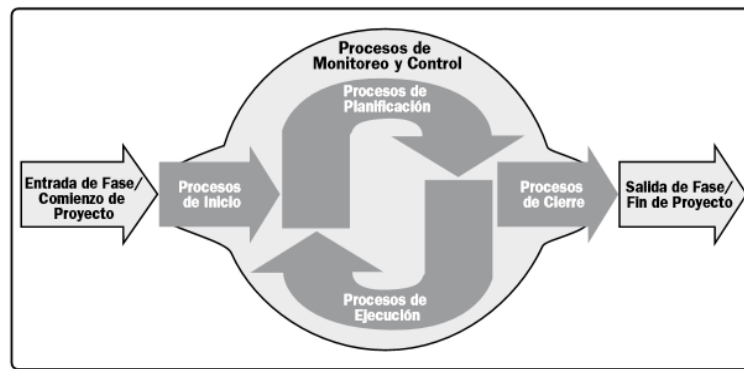 Procesos de
Monitoreo y Control
Procesos de
Planificación
Entrada de Fase/
Comienzo de
Proyecto
Procesos
de Inicio
Procesos
de Cierre
Salida de Fase/
Fin de Proyecto
Procesos de
Ejecución